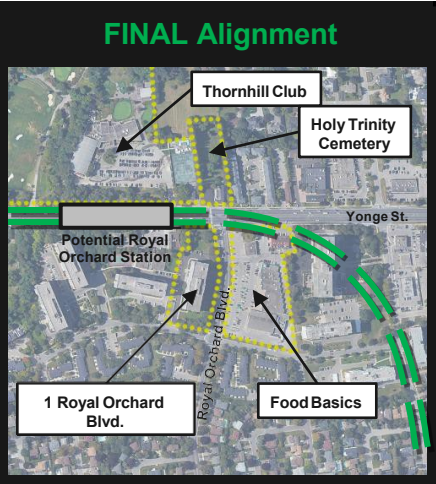 FINAL Alignment
Thornhill Club
Holy Trinity
Cemetery
Yonge St.
Potential Royal
Orchard Station
Royal Orchard Blvd.
1 Royal Orchard
Blvd.
Food Basics